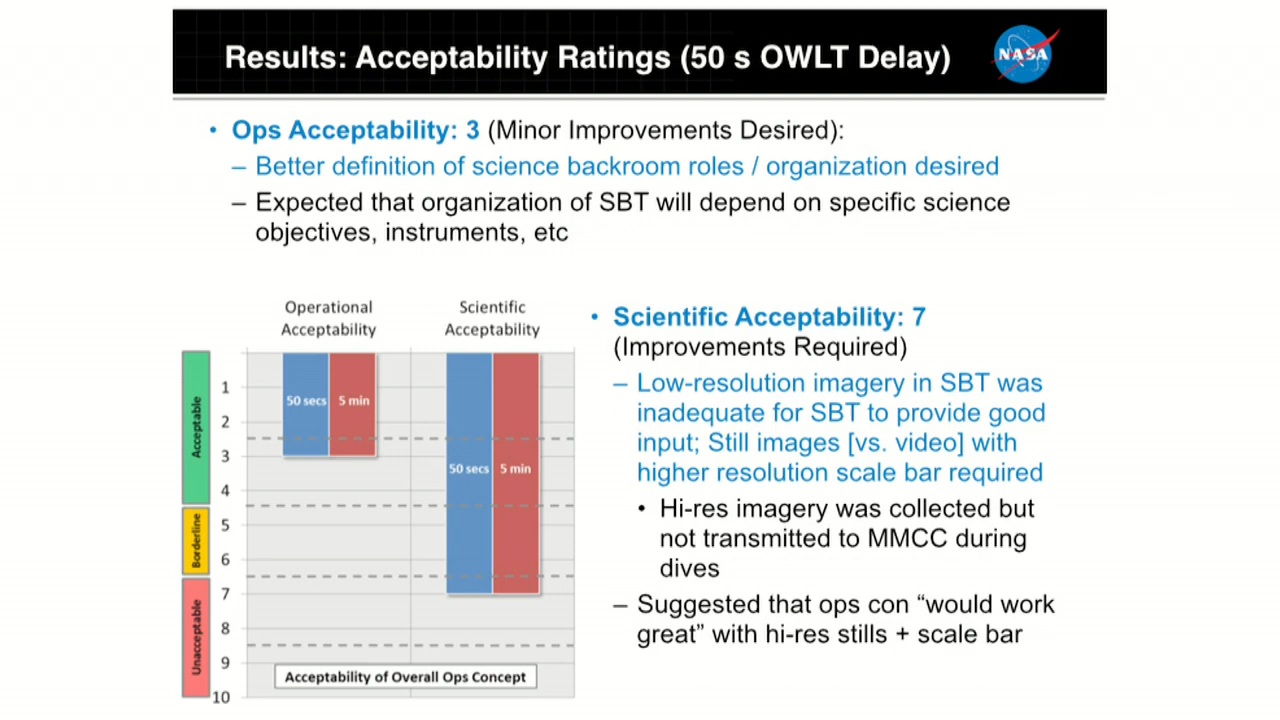 Results: Acceptability Ratings (50 s OWLT Delay)
NASA
• Ops Acceptability: 3 (Minor Improvements Desired):
– Better definition of science backroom roles / organization desired
– Expected that organization of SBT will depend on specific science
objectives, instruments, etc
Operational
Acceptability
Scientific
Acceptability
Acceptable
Borderline
Unacceptable
1
2
3
4
5
6
7
8
9
10
50 secs
5 min
50 secs
5 min
Acceptability of Overall Ops Concept
• Scientific Acceptability: 7
(Improvements Required)
– Low-resolution imagery in SBT was
inadequate for SBT to provide good
input; Still images [vs. video] with
higher resolution scale bar required
• Hi-res imagery was collected but
not transmitted to MMCC during
dives
– Suggested that ops con “would work
great” with hi-res stills + scale bar